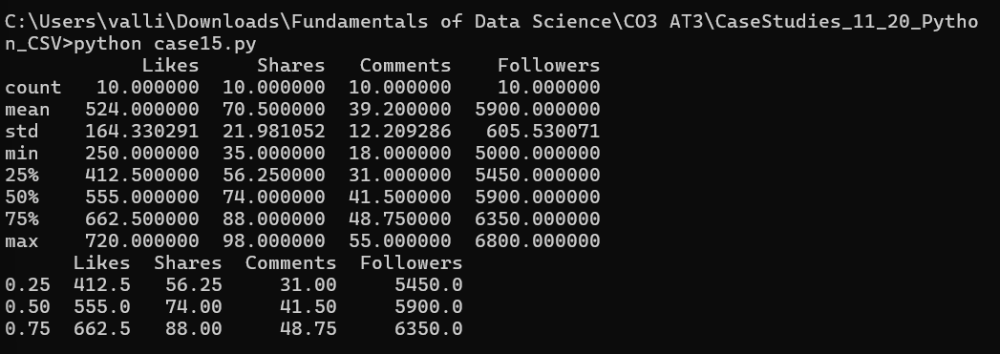 C:\Users\valli\Downloads\Fundamentals of Data Science\CO3 AT3\CaseStudies_11_20_Pytho
n_CSV>python case15.py
            Likes     Shares   Comments    Followers
count   10.000000  10.000000  10.000000    10.000000
mean   524.000000  70.500000  39.200000  5900.000000
std    164.330291  21.981052  12.209286   605.530071
min    250.000000  35.000000  18.000000  5000.000000
25%    412.500000  56.250000  31.000000  5450.000000
50%    555.000000  74.000000  41.500000  5900.000000
75%    662.500000  88.000000  48.750000  6350.000000
max    720.000000  98.000000  55.000000  6800.000000
      Likes  Shares  Comments  Followers
0.25  412.5   56.25     31.00     5450.0
0.50  555.0   74.00     41.50     5900.0
0.75  662.5   88.00     48.75     6350.0